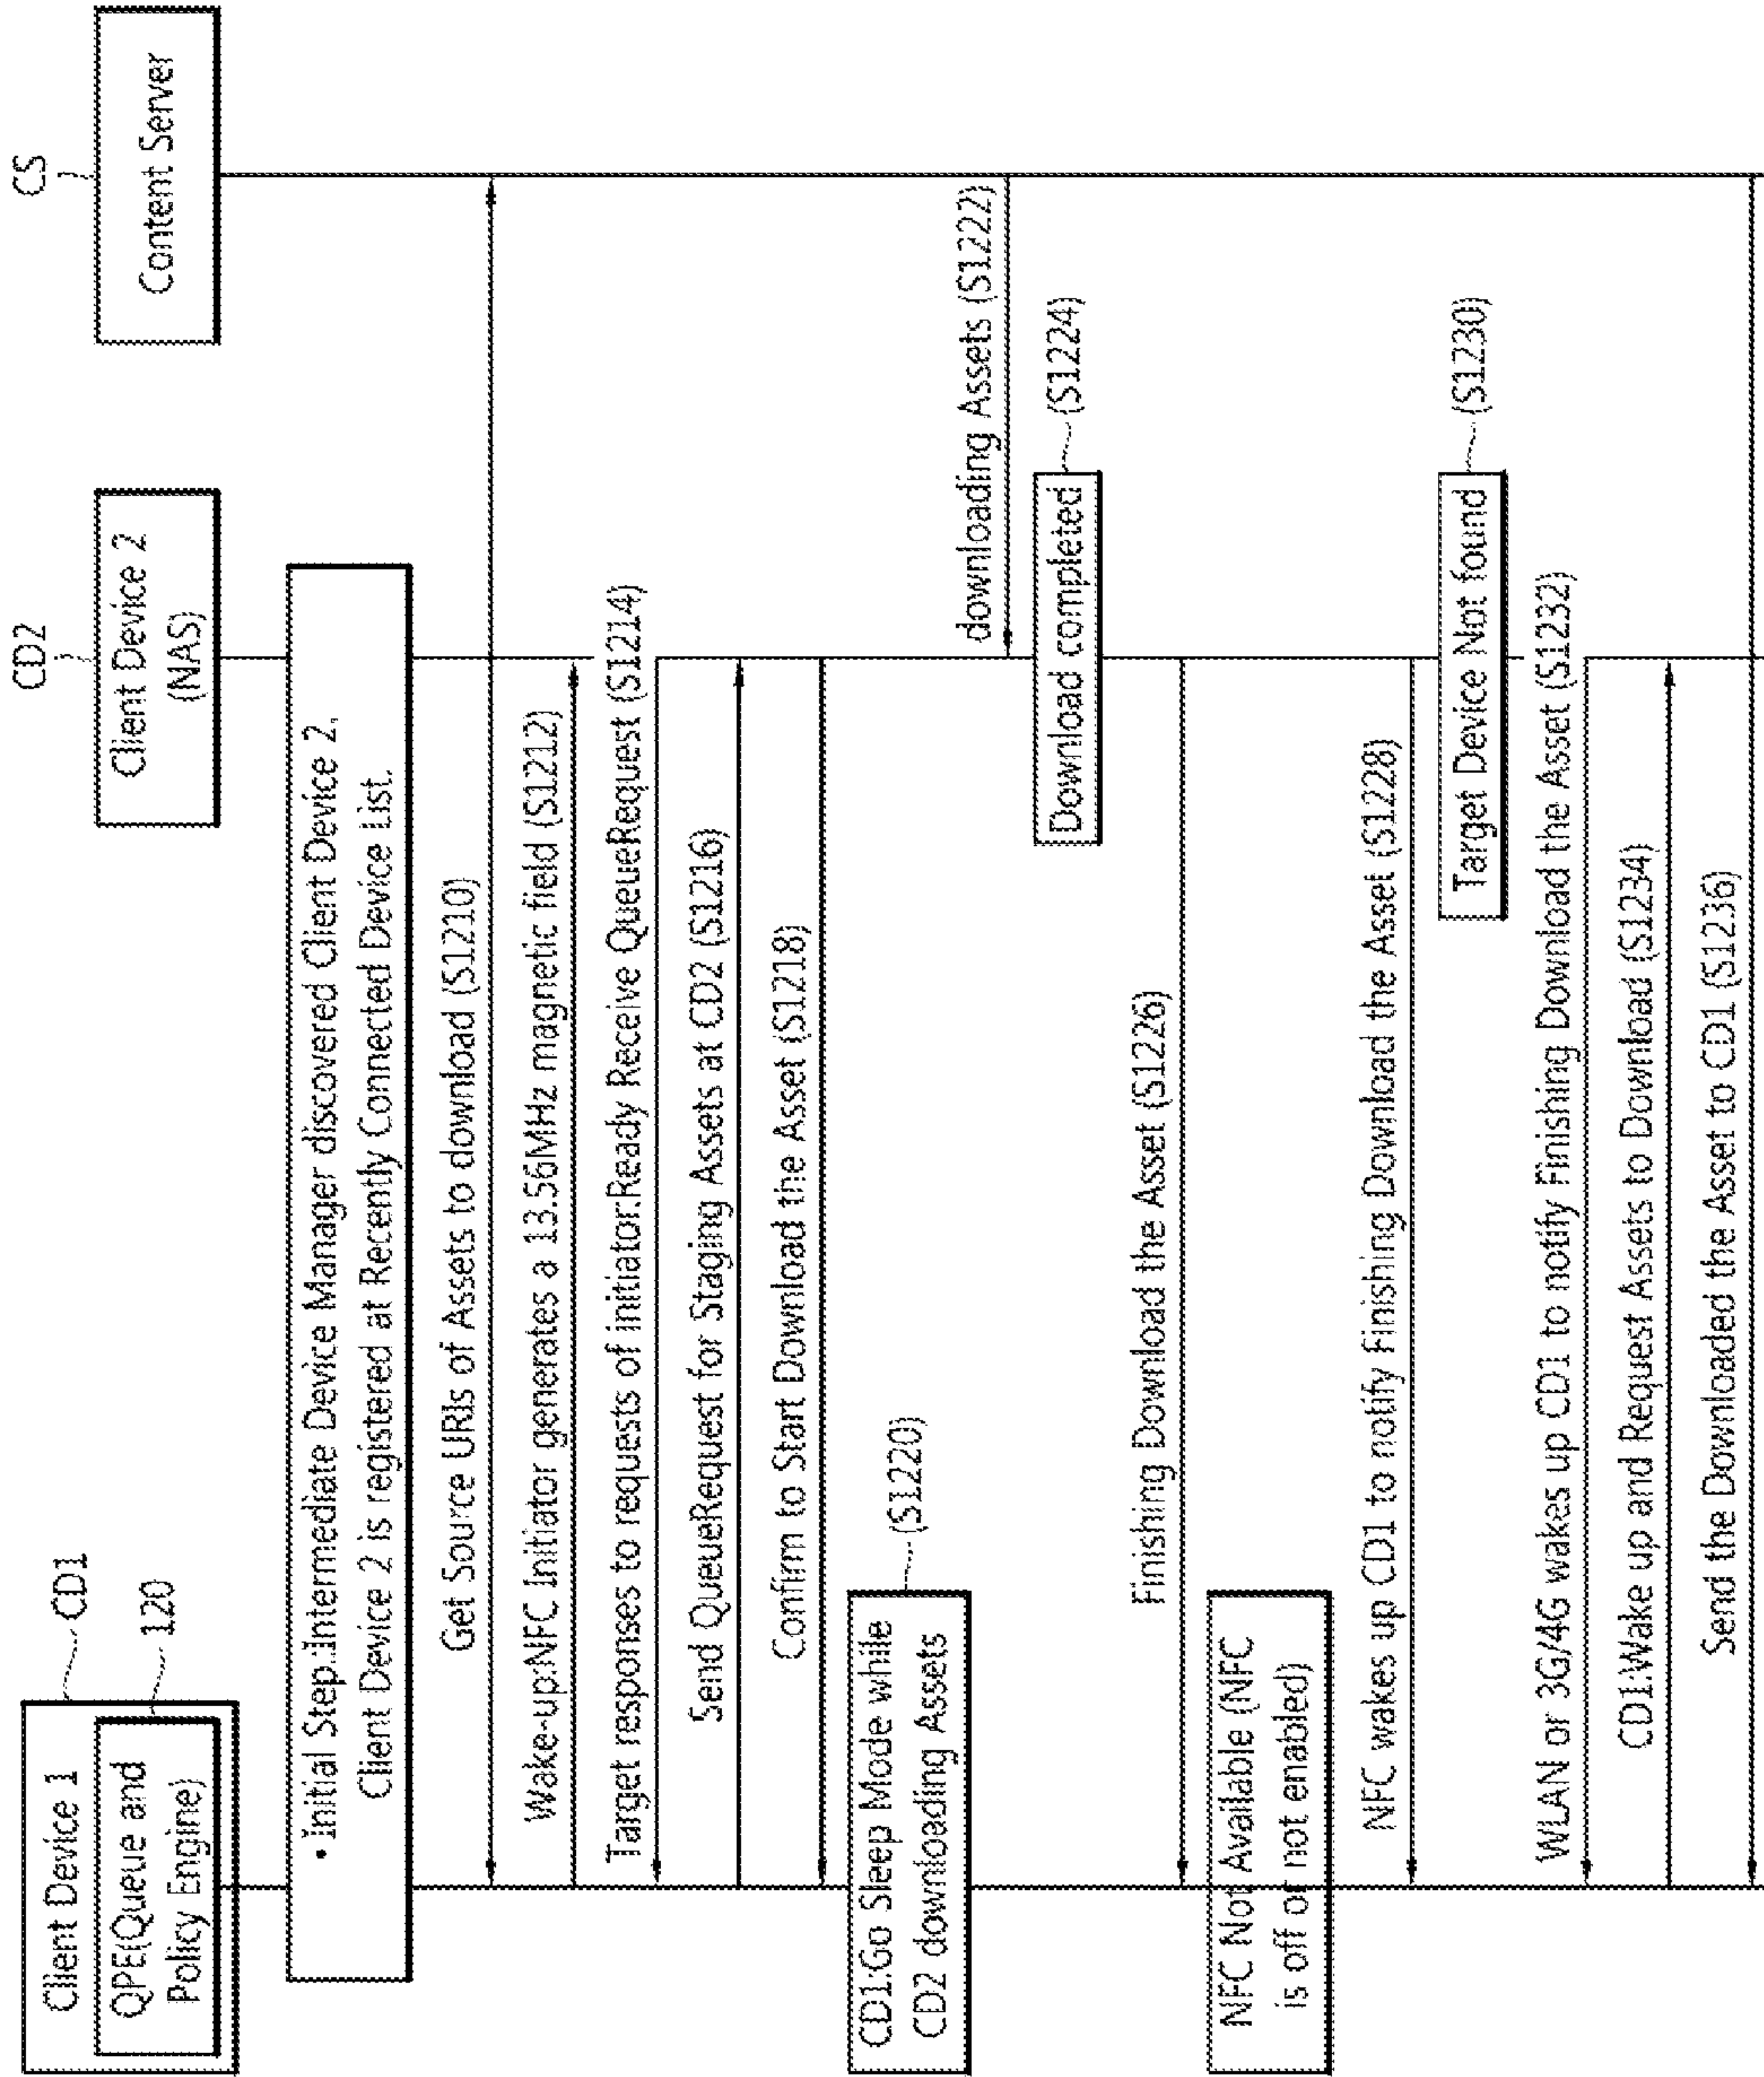 Client Device 1
CD1
QPE(Queue and
Policy Engine)
120
CD2
Client Device 2
(NAS)
CS
Content Server
• Initial Step:Intermediate Device Manager discovered Client Device 2.
Client Device 2 is registered at Recently Connected Device List.
Get Source URIs of Assets to download (S1210)
Wake-up:NFC Initiator generates a 13.56MHz magnetic field (S1212)
Target responses to requests of initiator:Ready Receive QueueRequest (S1214)
Send QueueRequest for Staging Assets at CD2 (S1216)
Confirm to Start Download the Asset (S1218)
CD1:Go Sleep Mode while
CD2 downloading Assets
(S1220)
downloading Assets (S1222)
Download completed
(S1224)
Finishing Download the Asset (S1226)
NFC Not Available (NFC
is off or not enabled)
NFC wakes up CD1 to notify Finishing Download the Asset (S1228)
Target Device Not found
(S1230)
WLAN or 3G/4G wakes up CD1 to notify Finishing Download the Asset (S1232)
CD1:Wake up and Request Assets to Download (S1234)
Send the Downloaded the Asset to CD1 (S1236)